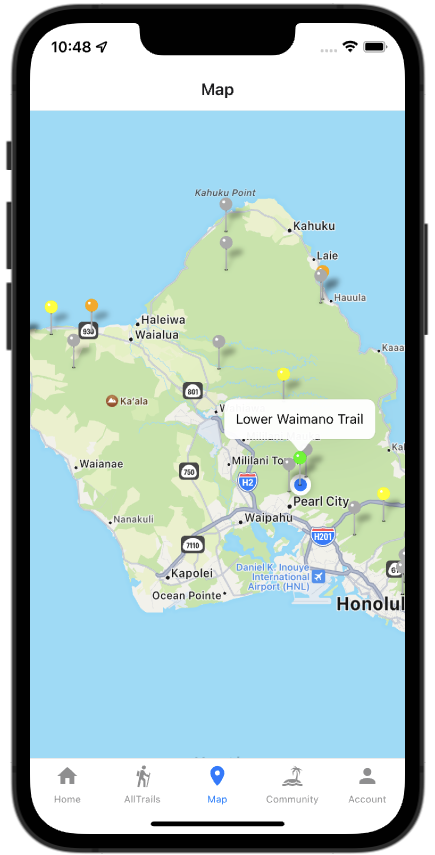 10:48
Map
Kahuku Point
Kahuku
Laie
Hauula
930
Haleiwa
Waialua
Kaaa
Ka'ala
801
Lower Waimano Trail
Waianae
750
Mililani To
H2
Pearl City
Nanakuli
Waipahu
H201
7110
Kapolei
Daniel K. Inouye
International
Airport (HNL)
Ocean Pointe
Honolul
Home
AllTrails
Map
Community
Account